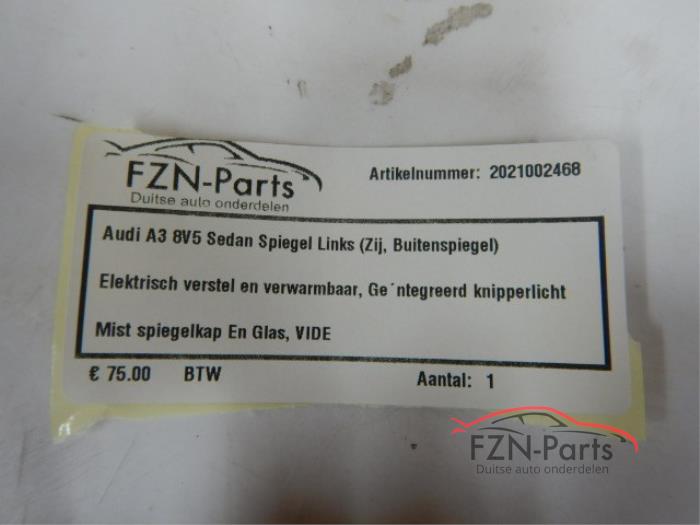 FZN-Parts
Duitse auto onderdelen
Artikelnummer: 2021002468
Audi A3 8V5 Sedan Spiegel Links (Zij, Buitenspiegel)
Elektrisch verstel en verwarmbaar, Ge´ntegreerd knipperlicht
Mist spiegelkap En Glas, VIDE
€ 75.00 BTW Aantal: 1
FZN-Parts
Duitse auto onderdelen